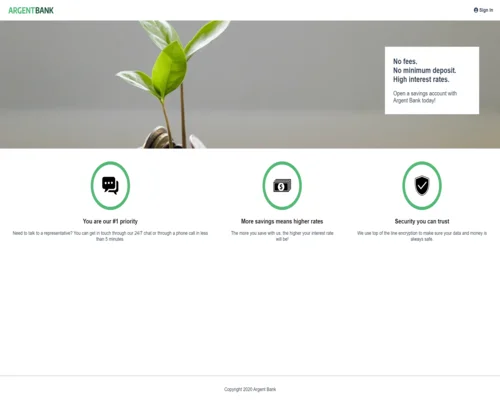 ARGENTBANK
Sign In
No fees.
No minimum deposit.
High interest rates.
Open a savings account with
Argent Bank today!
You are our #1 priority
Need to talk to a representative? You can get in touch through our 24/7 chat or through a phone call in less
than 5 minutes.
More savings means higher rates
The more you save with us, the higher your interest rate
will be!
Security you can trust
We use top of the line encryption to make sure your data and money is
always safe.
Copyright 2020 Argent Bank